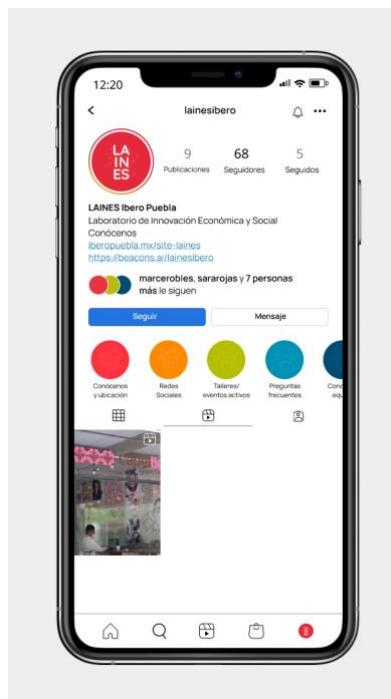 12:20
lainesibero
LA
IN
ES
9
Publicaciones
68
Seguidores
5
Seguidos
LAINES Ibero Puebla
Laboratorio de Innovación Económica y Social
Conócenos
iberopuebla.mx/site-laines
https://beacons.ai/lainesibero
marcerobles, sararojas y 7 personas
más le siguen
Seguir
Mensaje
Conócenos
y ubicación
Redes
Sociales
Talleres/
eventos activos
Preguntas
frecuentes
Cono
equ